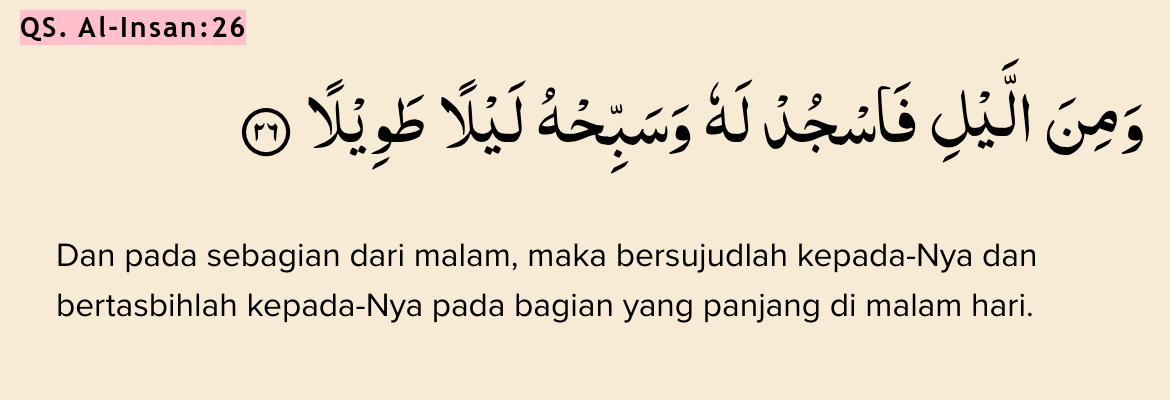 QS. Al-Insan:26
وَمِنَ الَّيْلِ فَاسْجُدْ لَهٗ وَسَبِّحْهُ لَيْلًا طَوِيْلًا ٢٦
Dan pada sebagian dari malam, maka bersujudlah kepada-Nya dan
bertasbihlah kepada-Nya pada bagian yang panjang di malam hari.